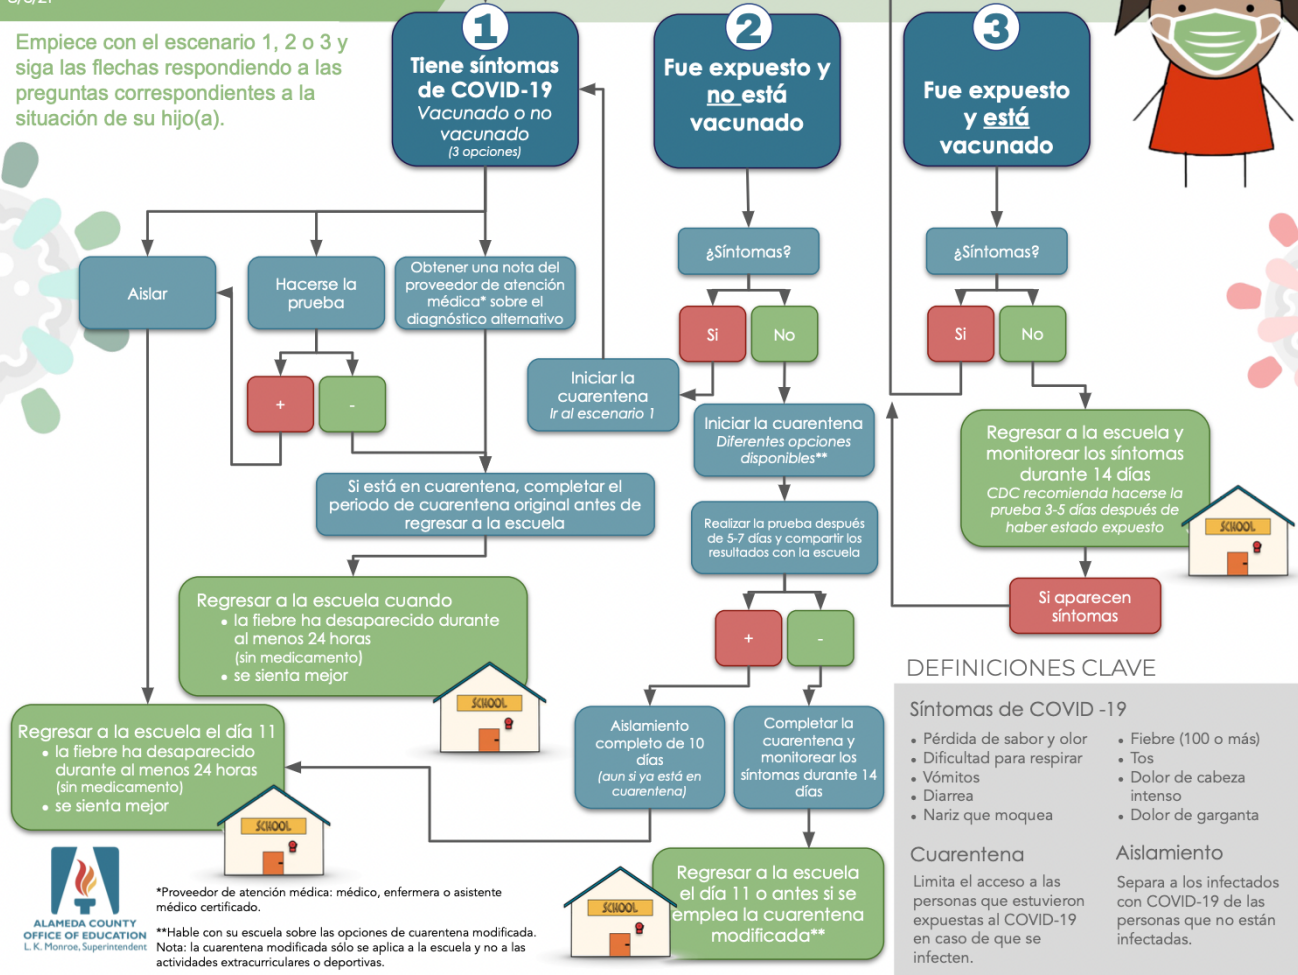 Empiece con el escenario 1, 2 o 3 y
siga las flechas respondiendo a las
preguntas correspondientes a la
situación de su hijo(a).
1
Tiene síntomas
de COVID-19
Vacunado o no
vacunado
(3 opciones)
2
Fue expuesto y
no está
vacunado
3
Fue expuesto
y está
vacunado
Aislar
Hacerse la
prueba
Obtener una nota del
proveedor de atención
médica* sobre el
diagnóstico alternativo
¿Síntomas?
¿Síntomas?
Si
No
Si
No
+
-
Iniciar la
cuarentena
Ir al escenario 1
Iniciar la cuarentena
Diferentes opciones
disponibles**
Regresar a la escuela y
monitorear los síntomas
durante 14 días
CDC recomienda hacerse la
prueba 3-5 días después de
haber estado expuesto
SCHOOL
Si está en cuarentena, completar el
periodo de cuarentena original antes de
regresar a la escuela
Realizar la prueba después
de 5-7 días y compartir los
resultados con la escuela
Si aparecen
síntomas
Regresar a la escuela cuando
• la fiebre ha desaparecido durante
al menos 24 horas
(sin medicamento)
• se sienta mejor
SCHOOL
+
-
Regresar a la escuela el día 11
• la fiebre ha desaparecido
durante al menos 24 horas
(sin medicamento)
• se sienta mejor
SCHOOL
Aislamiento
completo de 10
días
(aun si ya está en
cuarentena)
Completar la
cuarentena y
monitorear los
síntomas durante 14
días
Regresar a la escuela
el día 11 o antes si se
emplea la cuarentena
modificada**
SCHOOL
DEFINICIONES CLAVE
Síntomas de COVID -19
• Pérdida de sabor y olor
• Dificultad para respirar
• Vómitos
• Diarrea
• Nariz que moquea
• Fiebre (100 o más)
• Tos
• Dolor de cabeza
intenso
• Dolor de garganta
Cuarentena
Limita el acceso a las
personas que estuvieron
expuestas al COVID-19
en caso de que se
infecten.
Aislamiento
Separa a los infectados
con COVID-19 de las
personas que no están
infectadas.
ALAMEDA COUNTY
OFFICE OF EDUCATION
L. K. Monroe, Superintendent
*Proveedor de atención médica: médico, enfermera o asistente
médico certificado.
**Hable con su escuela sobre las opciones de cuarentena modificada.
Nota: la cuarentena modificada sólo se aplica a la escuela y no a las
actividades extracurriculares o deportivas.